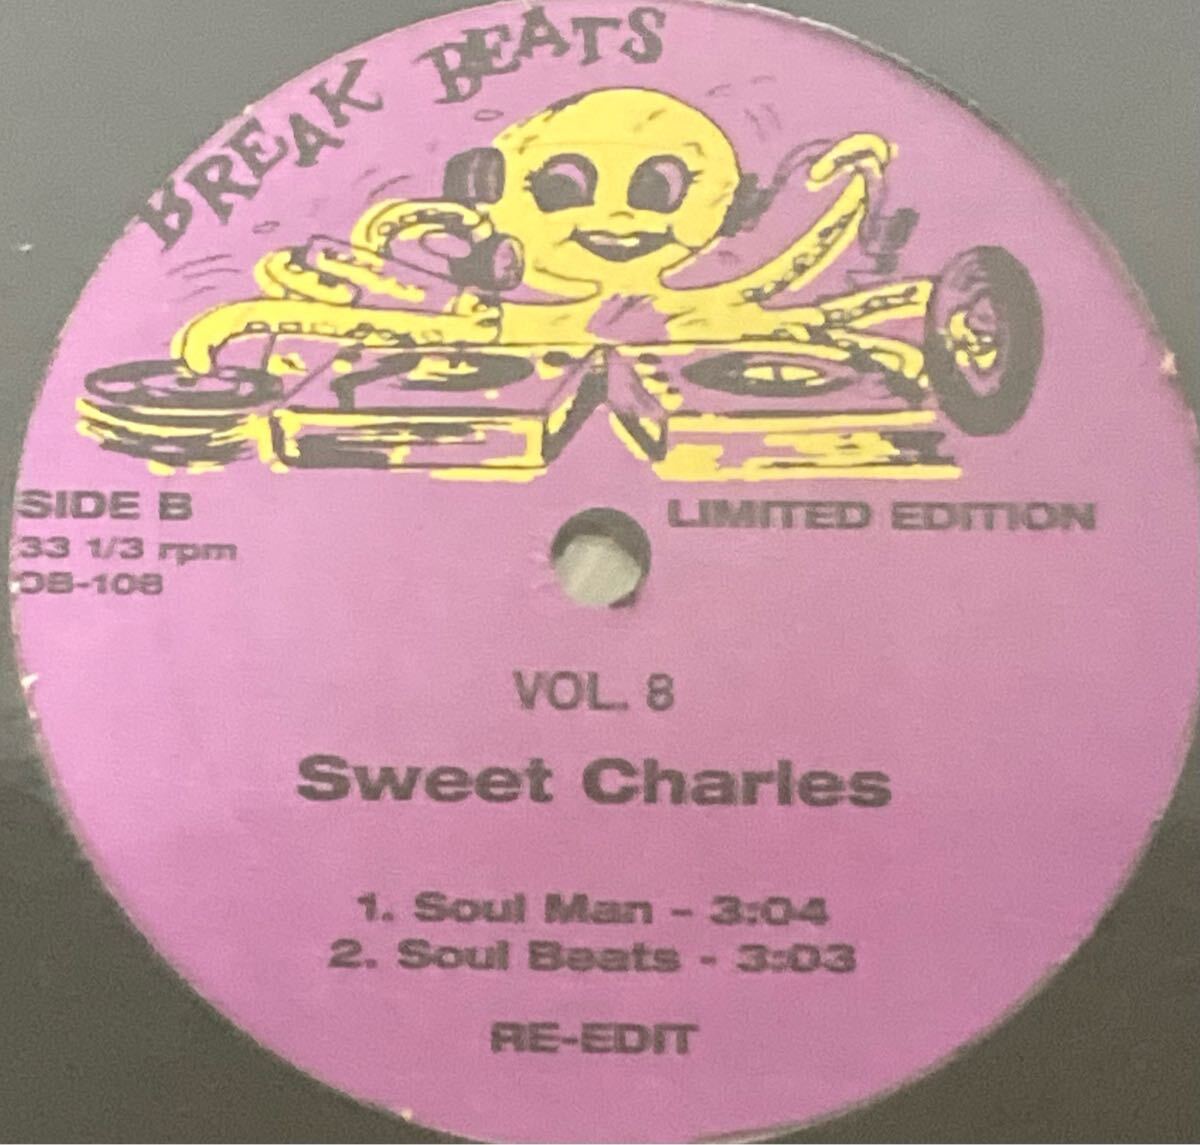 BREAK BEATS
SIDE B
33 1/3 rpm
OB-108
LIMITED EDITION
VOL. 8
Sweet Charles
1. Soul Man - 3:04
2. Soul Beats - 3:03
RE-EDIT